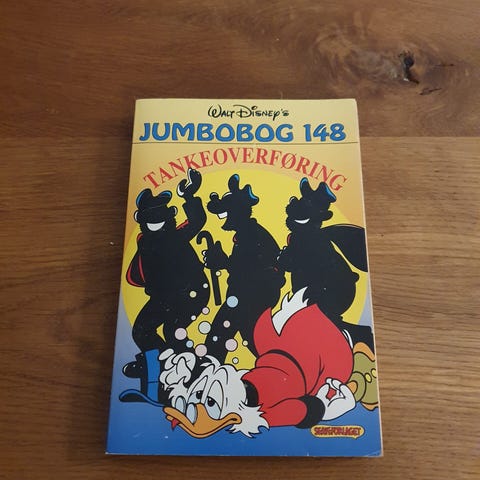 WALT DISNEY'S
JUMBOBOG 148
TANKEOVERFØRING
SERIEFORLAGET